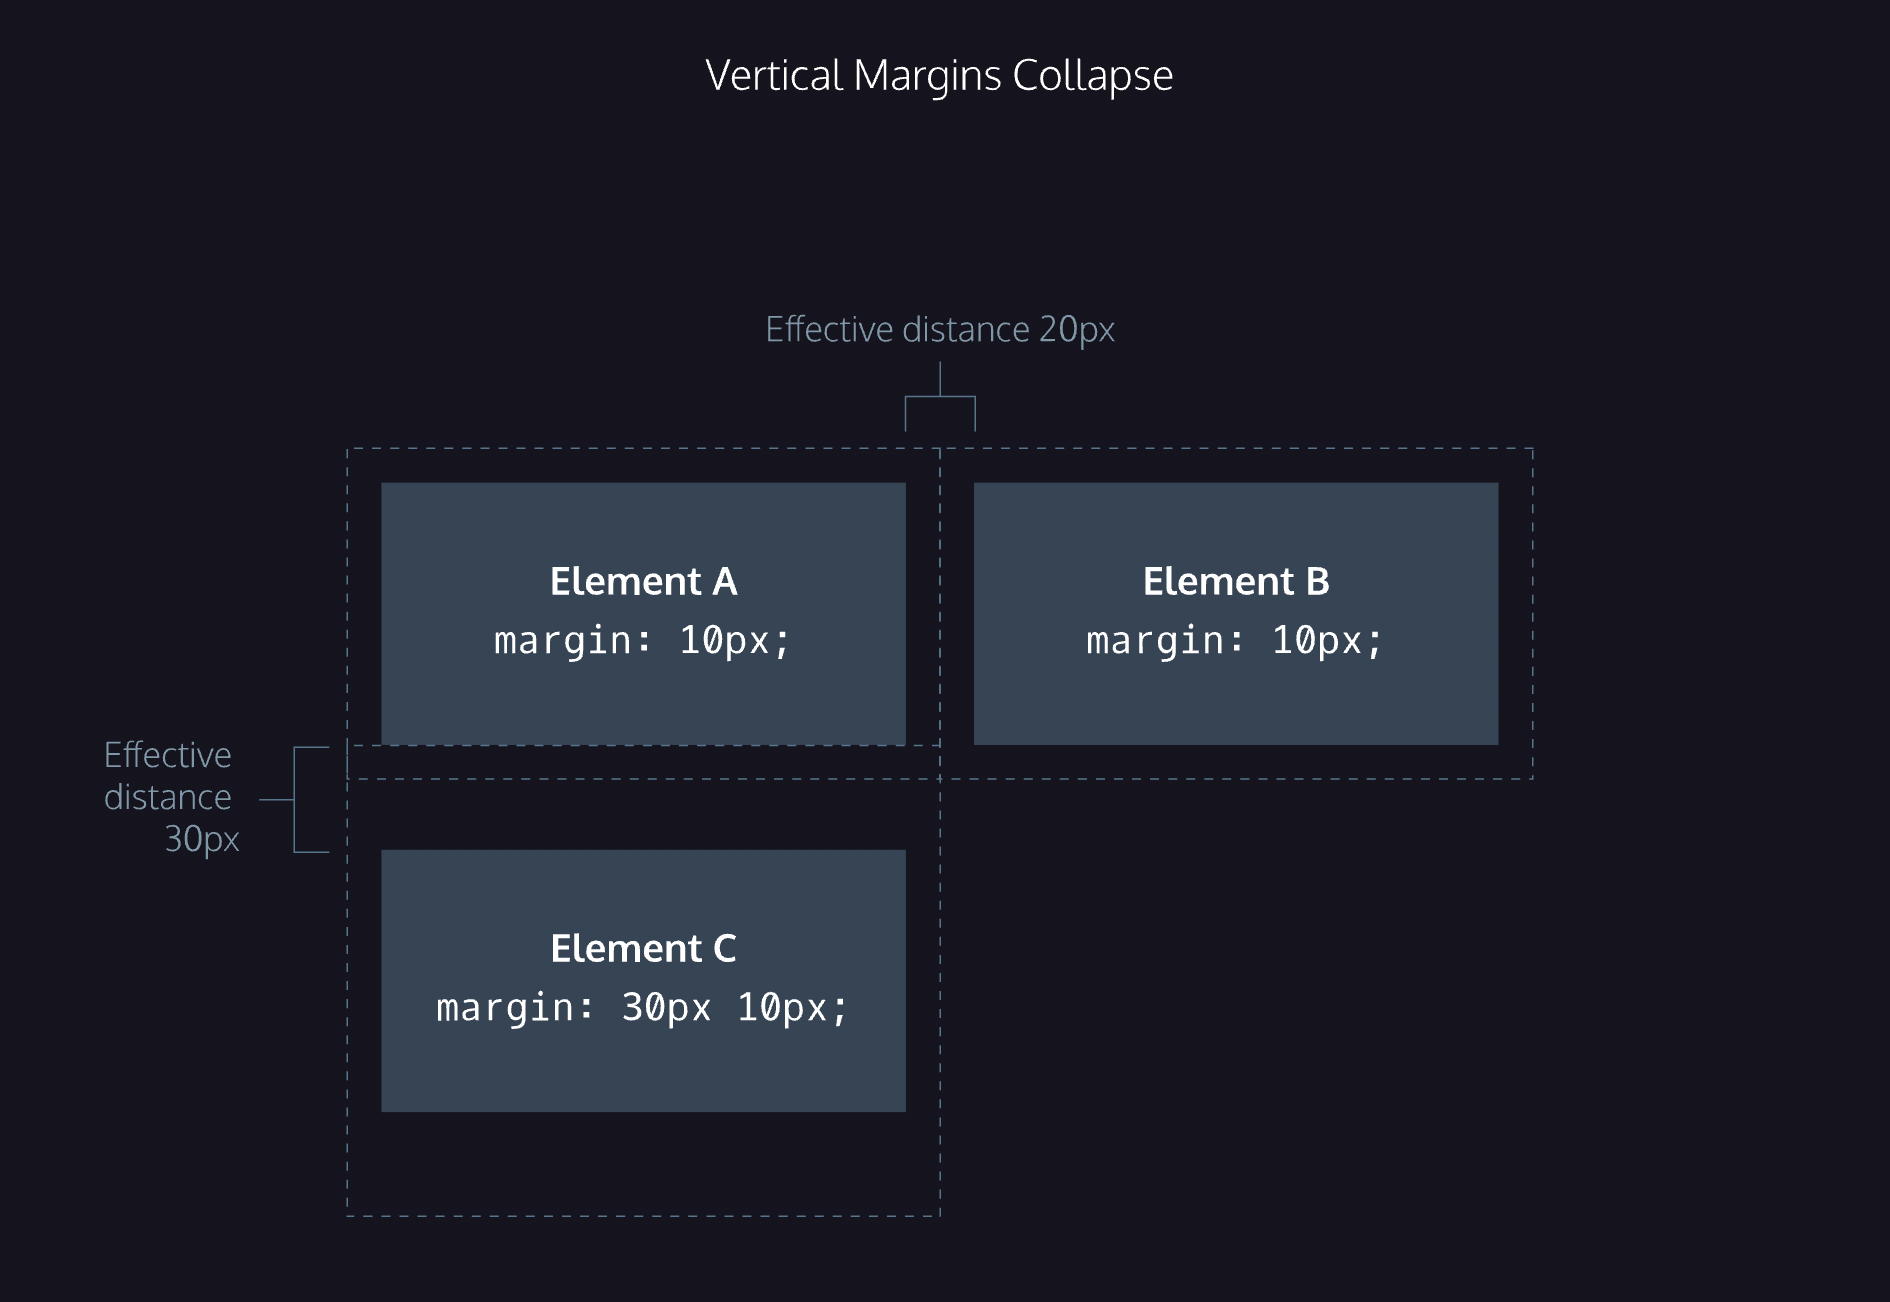 Vertical Margins Collapse
Effective distance 20px
Element A
margin: 10px;
Element B
margin: 10px;
Effective
distance
30px
Element C
margin: 30px 10px;